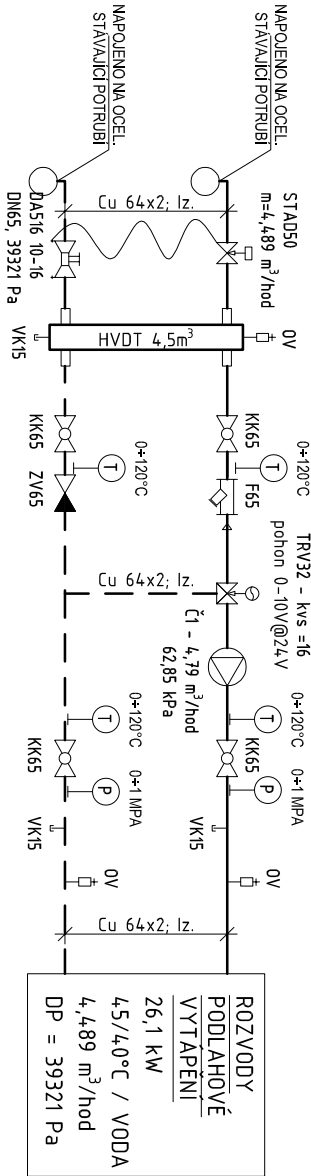 NAPOJENO NA OCEL.
STÁVAJÍCÍ POTRUBÍ
NAPOJENO NA OCEL.
STÁVAJÍCÍ POTRUBÍ
STAD50
m=4,489 m³/hod
Cu 64x2; Iz.
DA516 10-16
DN65, 39321 Pa
OV
HVDT 4,5m³
VK15
KK65
0÷120°C
T
F65
KK65
0÷120°C
T
ZV65
TRV32 - kvs =16
pohon 0-10V@24V
Cu 64x2; Iz.
Č1 - 4,79 m³/hod
62,85 kPa
0÷120°C
T
KK65
0÷1 MPA
P
VK15
OV
0÷120°C
T
KK65
0÷1 MPA
P
VK15
OV
Cu 64x2; Iz.
ROZVODY
PODLAHOVÉ
VYTÁPĚNÍ
26,1 kW
45/40°C / VODA
4,489 m³/hod
DP = 39321 Pa